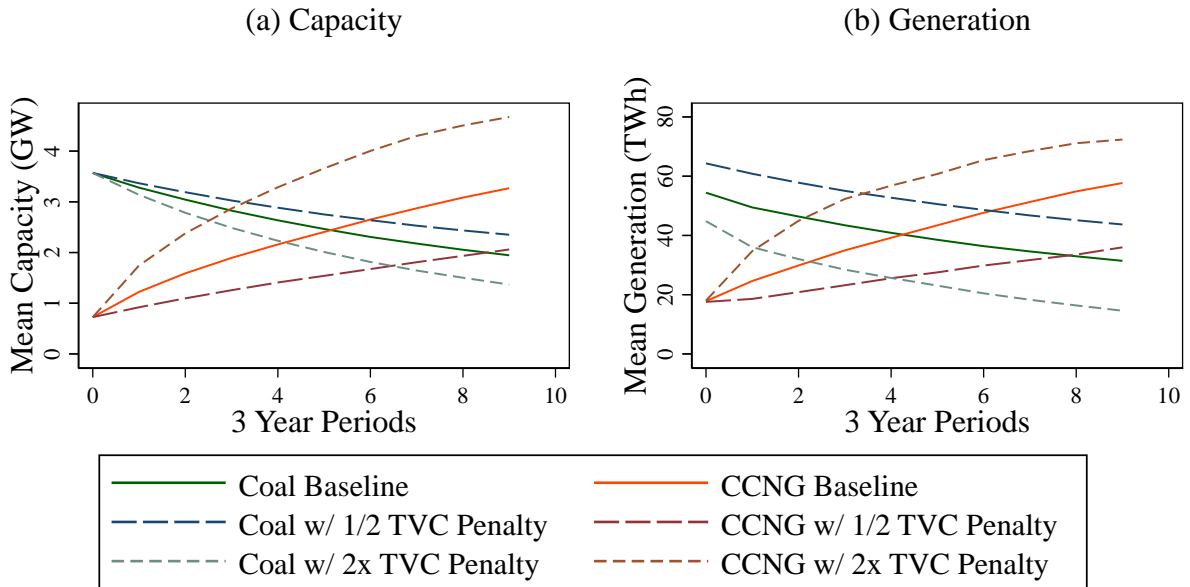 (a) Capacity
(b) Generation
Mean Capacity (GW)
4
3
2
1
0
0 2 4 6 8 10
3 Year Periods
Mean Generation (TWh)
80
60
40
20
0
0 2 4 6 8 10
3 Year Periods
Coal Baseline
CCNG Baseline
Coal w/ 1/2 TVC Penalty
CCNG w/ 1/2 TVC Penalty
Coal w/ 2x TVC Penalty
CCNG w/ 2x TVC Penalty